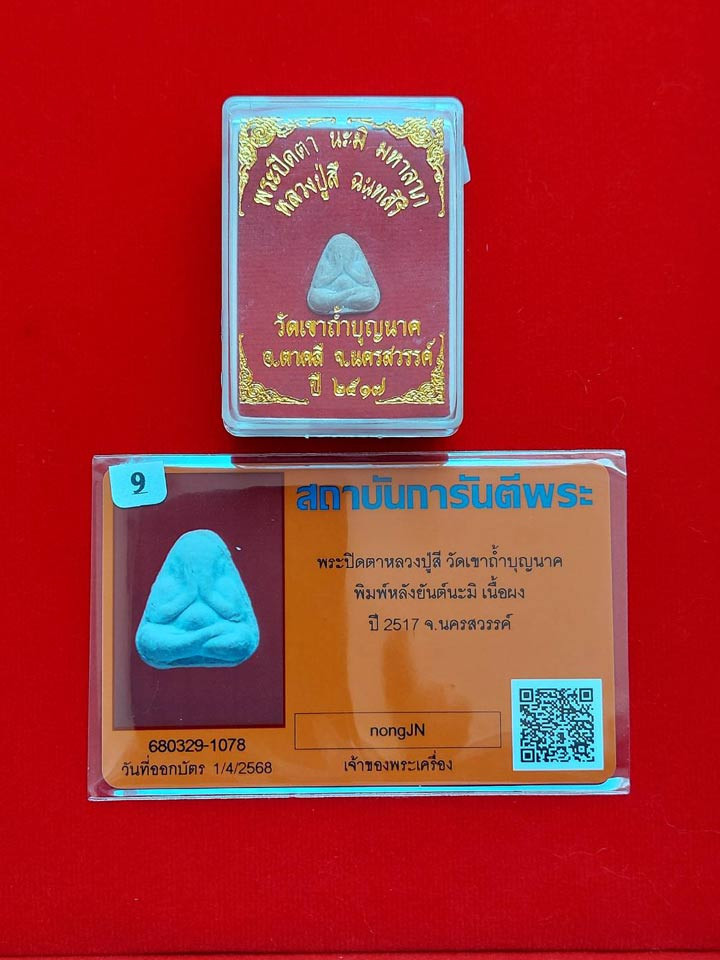 พระปิดตา นะมิ มหาลาภ
หลวงปู่สี ฉนฺทสิริ
วัดเขาถ้ำบุญนาค
อ.ตาคลี จ.นครสวรรค์
ปี ๒๕๑๗
9
สถาบันการันตีพระ
พระปิดตาหลวงปู่สี วัดเขาถ้ำบุญนาค
พิมพ์หลังยันต์นะมิ เนื้อผง
ปี 2517 จ.นครสวรรค์
nongJN
680329-1078
วันที่ออกบัตร 1/4/2568
เจ้าของพระเครื่อง